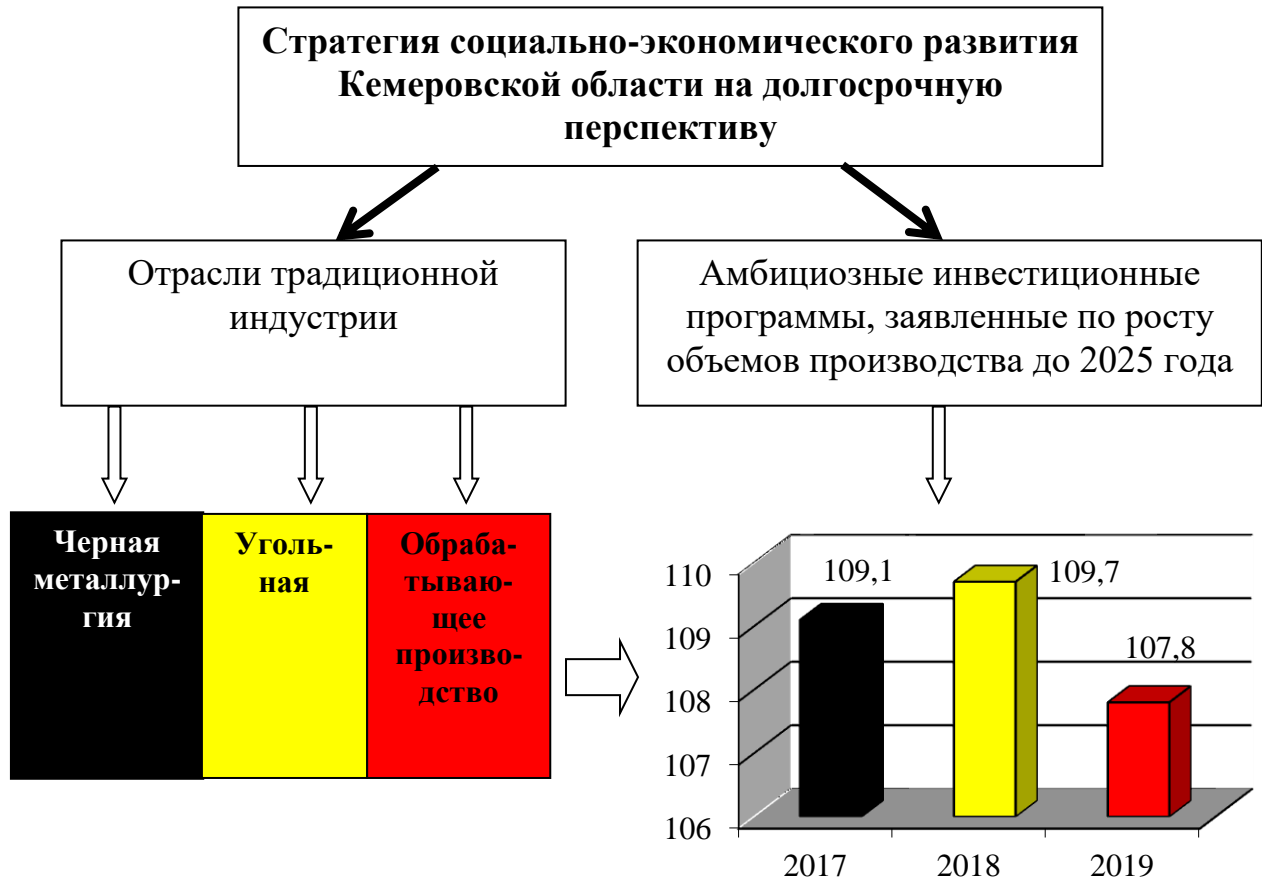 Стратегия социально-экономического развития
Кемеровской области на долгосрочную
перспективу
Отрасли традиционной
индустрии
Амбициозные инвестиционные
программы, заявленные по росту
объемов производства до 2025 года
Черная
металлур-
гия
Уголь-
ная
Обраба-
тываю-
щее
произво-
дство
110
109
108
107
106
109,1
109,7
107,8
2017
2018
2019